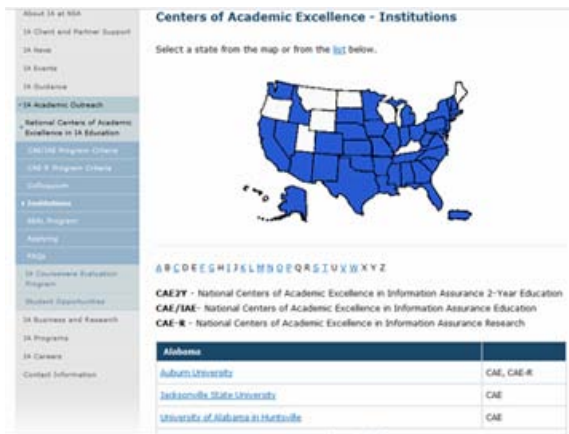 About IA at NSA
IA Client and Partner Support
IA News
IA Events
IA Guidance
IA Academic Outreach
National Centers of Academic
Excellence in IA Education
CAE/IAE Program Criteria
CAE-R Program Criteria
Colloquium
Institutions
SEAL Program
Applying
FAQs
IA Courseware Evaluation
Program
Student Opportunities
IA Business and Research
IA Programs
IA Careers
Contact Information
Centers of Academic Excellence - Institutions
Select a state from the map or from the list below.
A B C D E F G H I J K L M N O P Q R S T U V W X Y Z
CAE2Y - National Centers of Academic Excellence in Information Assurance 2-Year Education
CAE/IAE- National Centers of Academic Excellence in Information Assurance Education
CAE-R - National Centers of Academic Excellence in Information Assurance Research
Alabama
Auburn University CAE, CAE-R
Jacksonville State University CAE
University of Alabama in Huntsville CAE